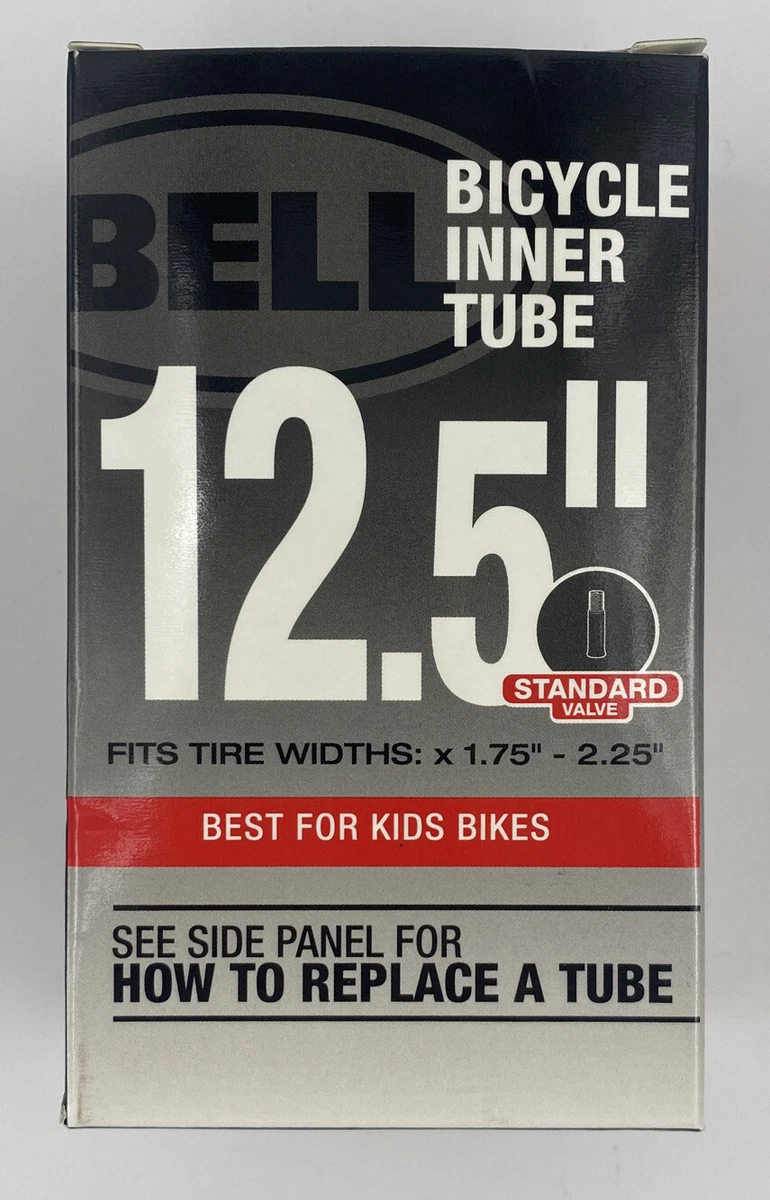 BELL
BICYCLE
INNER
TUBE
12.5"
STANDARD
VALVE
FITS TIRE WIDTHS: x 1.75" - 2.25"
BEST FOR KIDS BIKES
SEE SIDE PANEL FOR
HOW TO REPLACE A TUBE